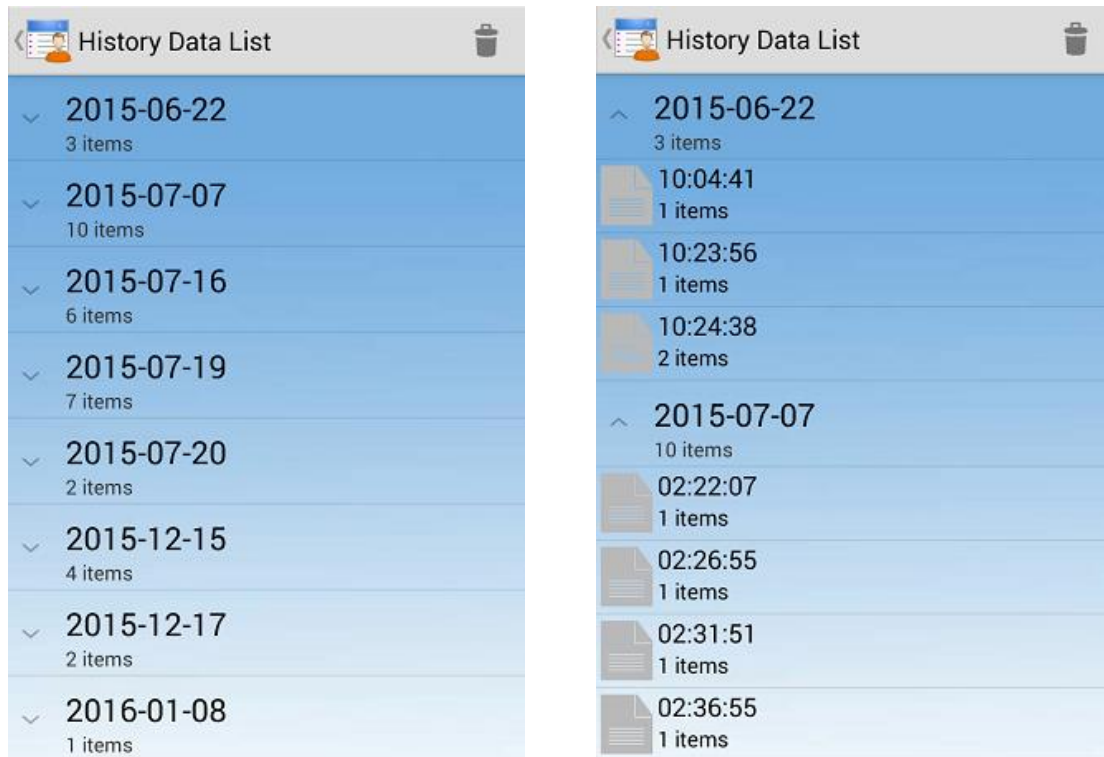 History Data List
2015-06-22
3 items
2015-07-07
10 items
2015-07-16
6 items
2015-07-19
7 items
2015-07-20
2 items
2015-12-15
4 items
2015-12-17
2 items
2016-01-08
1 items
History Data List
2015-06-22
3 items
10:04:41
1 items
10:23:56
1 items
10:24:38
2 items
2015-07-07
10 items
02:22:07
1 items
02:26:55
1 items
02:31:51
1 items
02:36:55
1 items